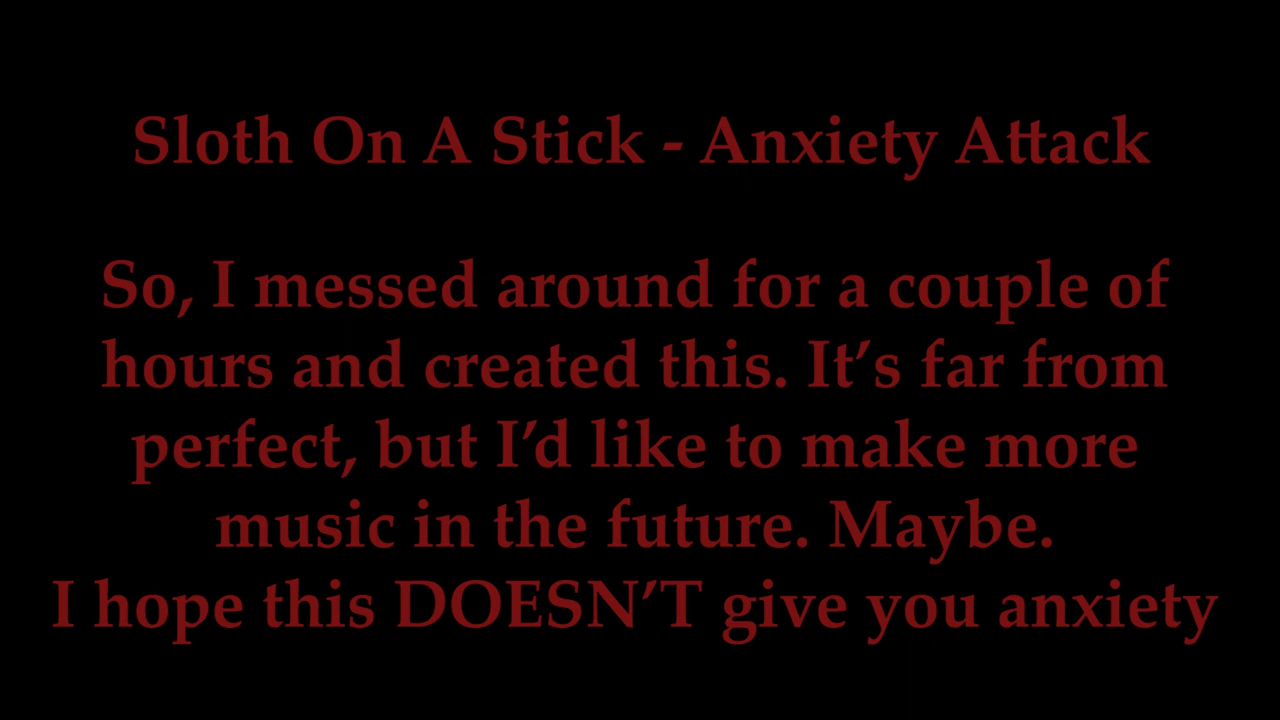 Sloth On A Stick - Anxiety Attack
So, I messed around for a couple of
hours and created this. It’s far from
perfect, but I’d like to make more
music in the future. Maybe.
I hope this DOESN’T give you anxiety